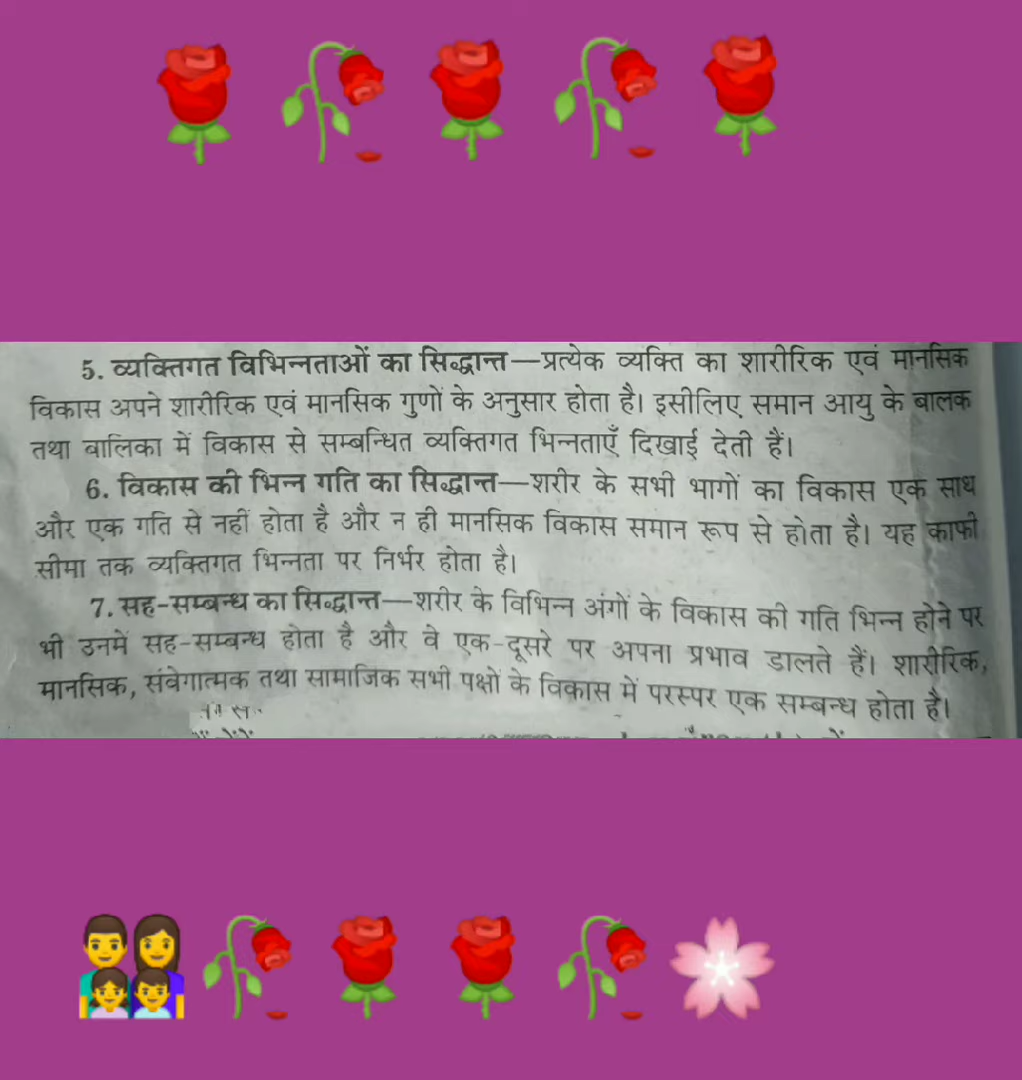 5. व्यक्तिगत विभिन्नताओं का सिद्धान्त—प्रत्येक व्यक्ति का शारीरिक एवं मानसिक
विकास अपने शारीरिक एवं मानसिक गुणों के अनुसार होता है। इसीलिए समान आयु के बालक
तथा बालिका में विकास से सम्बन्धित व्यक्तिगत भिन्नताएँ दिखाई देती हैं।
6. विकास की भिन्न गति का सिद्धान्त—शरीर के सभी भागों का विकास एक साथ
और एक गति से नहीं होता है और न ही मानसिक विकास समान रूप से होता है। यह काफी
सीमा तक व्यक्तिगत भिन्नता पर निर्भर होता है।
7. सह-सम्बन्ध का सिद्धान्त—शरीर के विभिन्न अंगों के विकास की गति भिन्न होने पर
भी उनमें सह-सम्बन्ध होता है और वे एक-दूसरे पर अपना प्रभाव डालते हैं। शारीरिक,
मानसिक, संवेगात्मक तथा सामाजिक सभी पक्षों के विकास में परस्पर एक सम्बन्ध होता है।